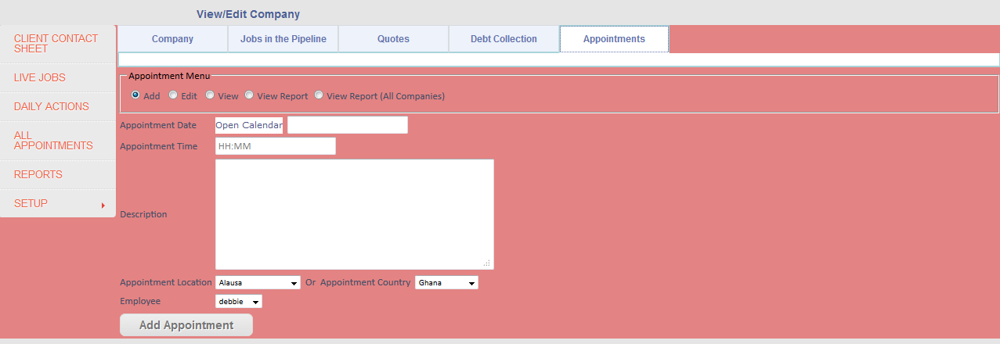 View/Edit Company
CLIENT CONTACT
SHEET
LIVE JOBS
DAILY ACTIONS
ALL
APPOINTMENTS
REPORTS
SETUP
Company Jobs in the Pipeline Quotes Debt Collection Appointments
Appointment Menu
Add Edit View View Report View Report (All Companies)
Appointment Date Open Calendar
Appointment Time HH:MM
Description
Appointment Location Alausa Or Appointment Country Ghana
Employee debbie
Add Appointment